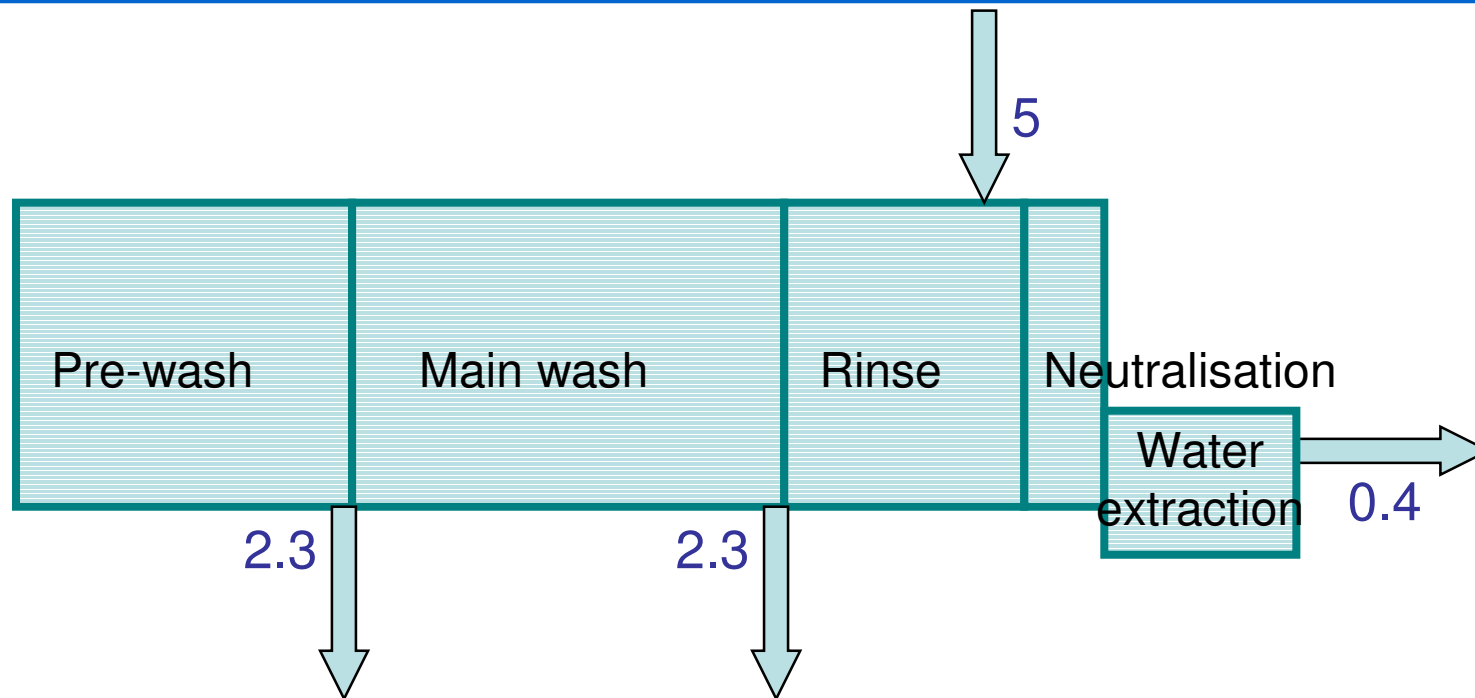 5
Pre-wash
Main wash
Rinse
Neutralisation
Water
extraction
0.4
2.3
2.3